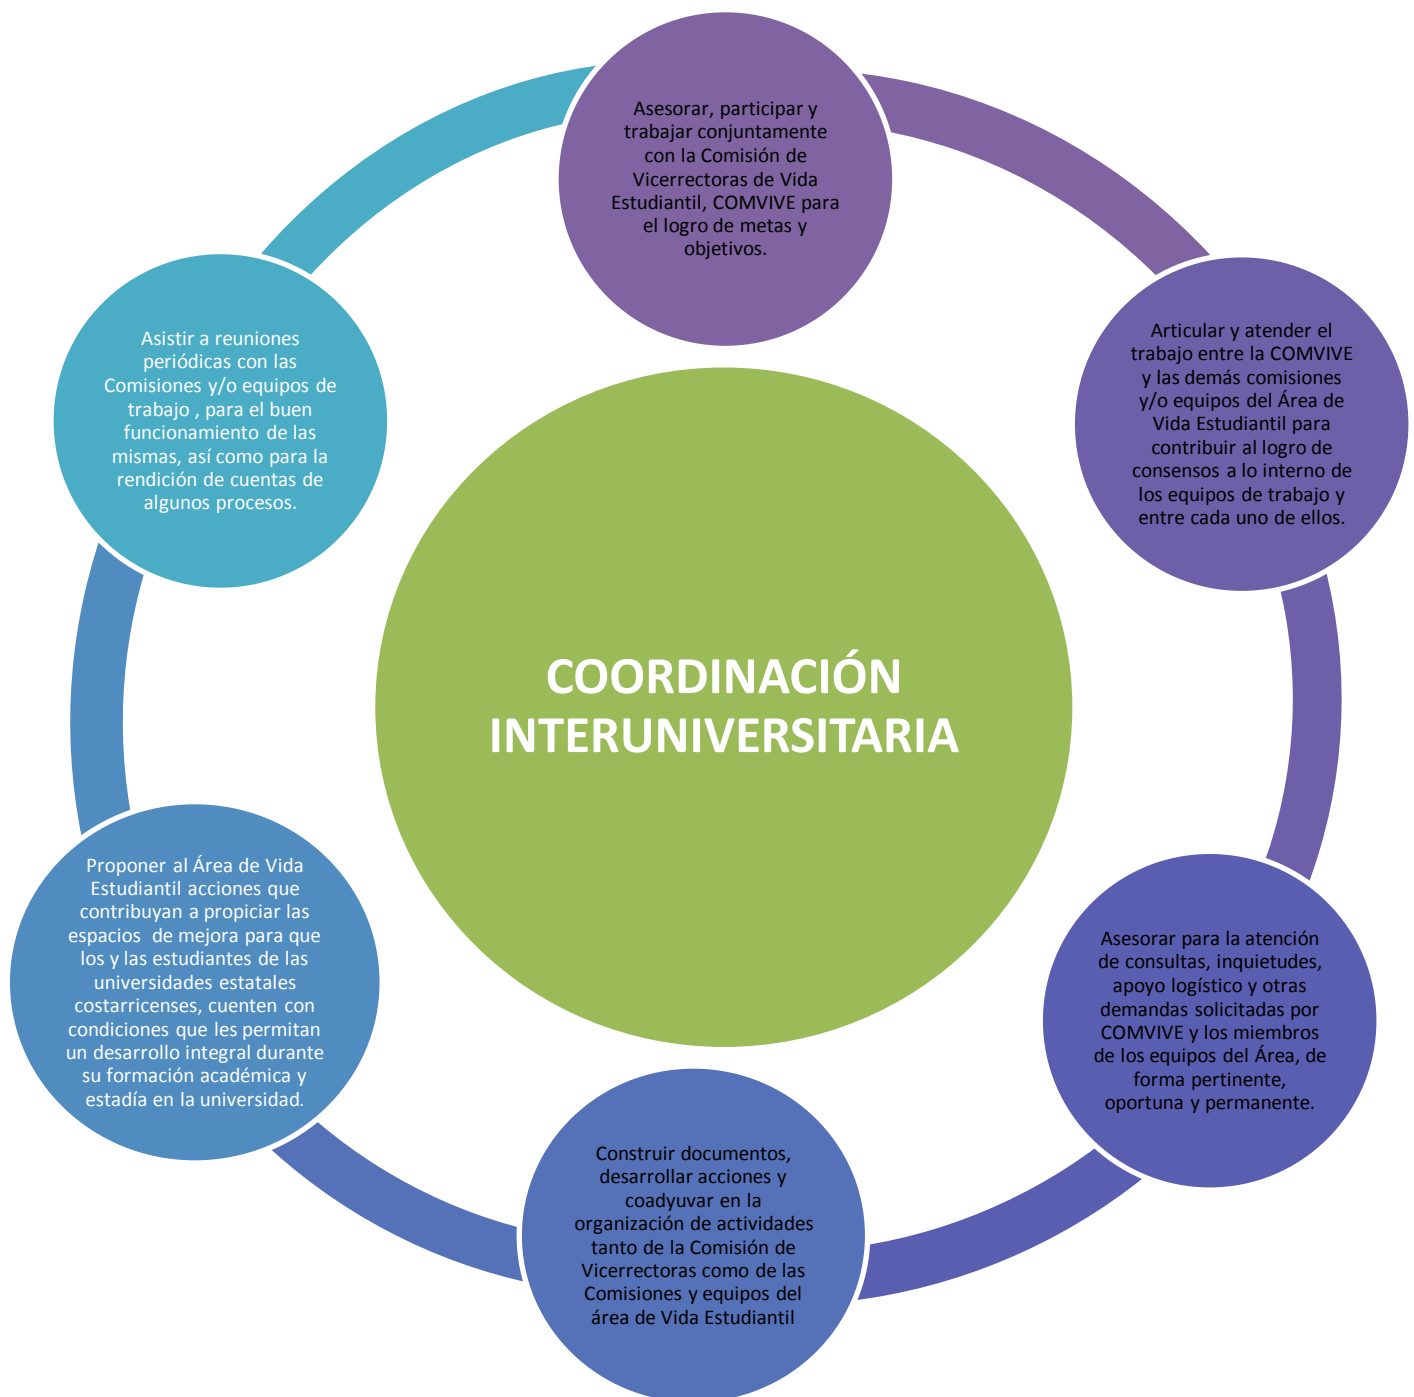 Asesorar, participar y
trabajar conjuntamente
con la Comisión de
Vicerrectoras de Vida
Estudiantil, COMVIVE para
el logro de metas y
objetivos.
Articular y atender el
trabajo entre la COMVIVE
y las demás comisiones
y/o equipos del Área de
Vida Estudiantil para
contribuir al logro de
consensos a lo interno de
los equipos de trabajo y
entre cada uno de ellos.
Asesorar para la atención
de consultas, inquietudes,
apoyo logístico y otras
demandas solicitadas por
COMVIVE y los miembros
de los equipos del Área, de
forma pertinente,
oportuna y permanente.
Construir documentos,
desarrollar acciones y
coadyuvar en la
organización de actividades
tanto de la Comisión de
Vicerrectoras como de las
Comisiones y equipos del
área de Vida Estudiantil
Proponer al Área de Vida
Estudiantil acciones que
contribuyan a propiciar las
espacios de mejora para que
los y las estudiantes de las
universidades estatales
costarricenses, cuenten con
condiciones que les permitan
un desarrollo integral durante
su formación académica y
estadía en la universidad.
Asistir a reuniones
periódicas con las
Comisiones y/o equipos de
trabajo , para el buen
funcionamiento de las
mismas, así como para la
rendición de cuentas de
algunos procesos.
COORDINACIÓN
INTERUNIVERSITARIA